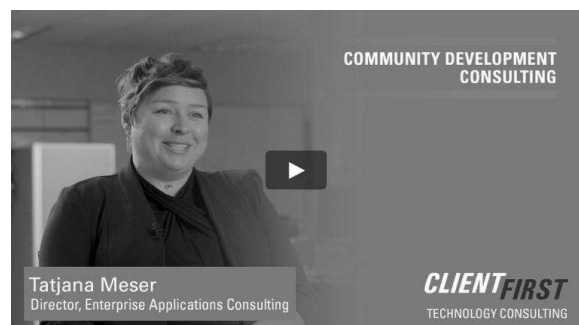 COMMUNITY DEVELOPMENT
CONSULTING
Tatjana Meser
Director, Enterprise Applications Consulting
CLIENTFIRST
TECHNOLOGY CONSULTING